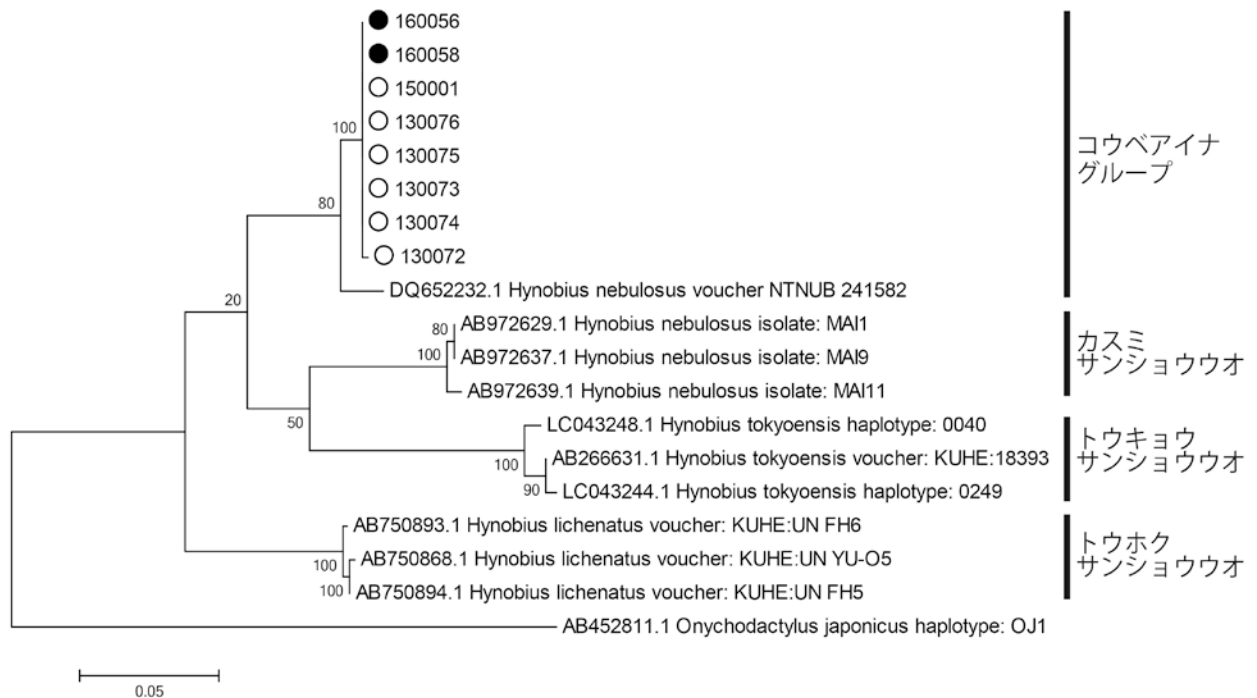 160056
160058
150001
130076
130075
130073
130074
130072
DQ652232.1 Hynobius nebulosus voucher NTNUB 241582
AB972629.1 Hynobius nebulosus isolate: MAI1
AB972637.1 Hynobius nebulosus isolate: MAI9
AB972639.1 Hynobius nebulosus isolate: MAI11
LC043248.1 Hynobius tokyoensis haplotype: 0040
AB266631.1 Hynobius tokyoensis voucher: KUHE:18393
LC043244.1 Hynobius tokyoensis haplotype: 0249
AB750893.1 Hynobius lichenatus voucher: KUHE:UN FH6
AB750868.1 Hynobius lichenatus voucher: KUHE:UN YU-O5
AB750894.1 Hynobius lichenatus voucher: KUHE:UN FH5
AB452811.1 Onychodactylus japonicus haplotype: OJ1
100
80
20
80
100
50
100
90
100
100
コウベアイナ
グループ
カスミ
サンショウウオ
トウキョウ
サンショウウオ
トウホク
サンショウウオ
0.05